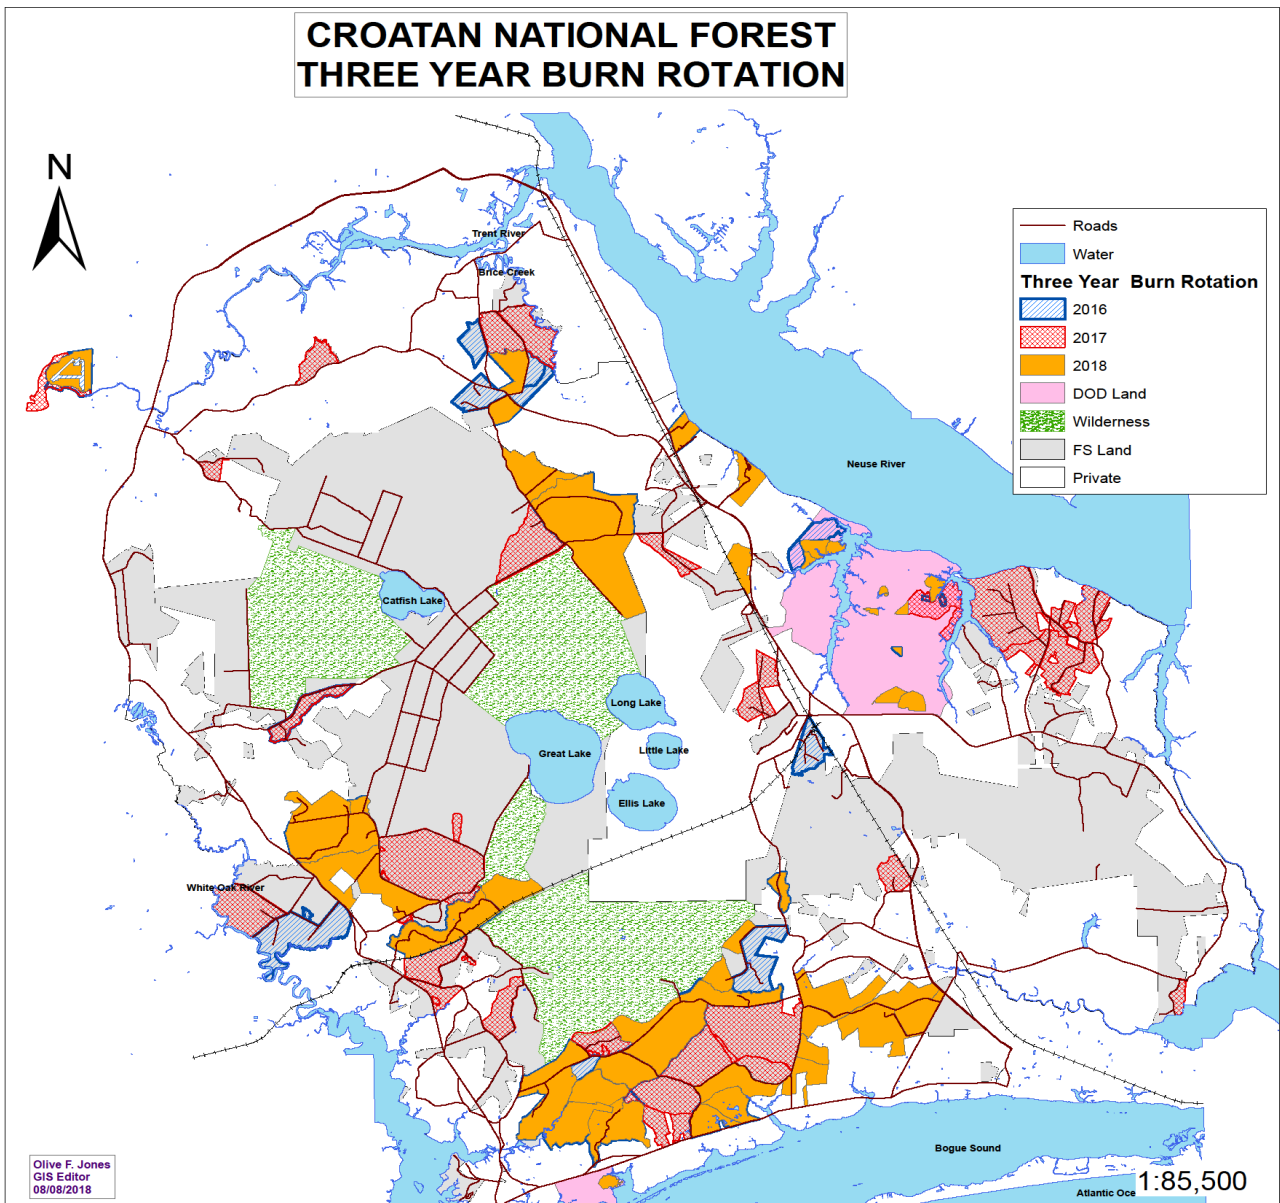 CROATAN NATIONAL FOREST
THREE YEAR BURN ROTATION
N
Roads
Water
Three Year Burn Rotation
2016
2017
2018
DOD Land
Wilderness
FS Land
Private
Trent River
Brice Creek
Neuse River
Catfish Lake
Long Lake
Great Lake
Little Lake
Ellis Lake
White Oak River
Bogue Sound
Atlantic Oce
1:85,500
Olive F. Jones
GIS Editor
08/08/2018